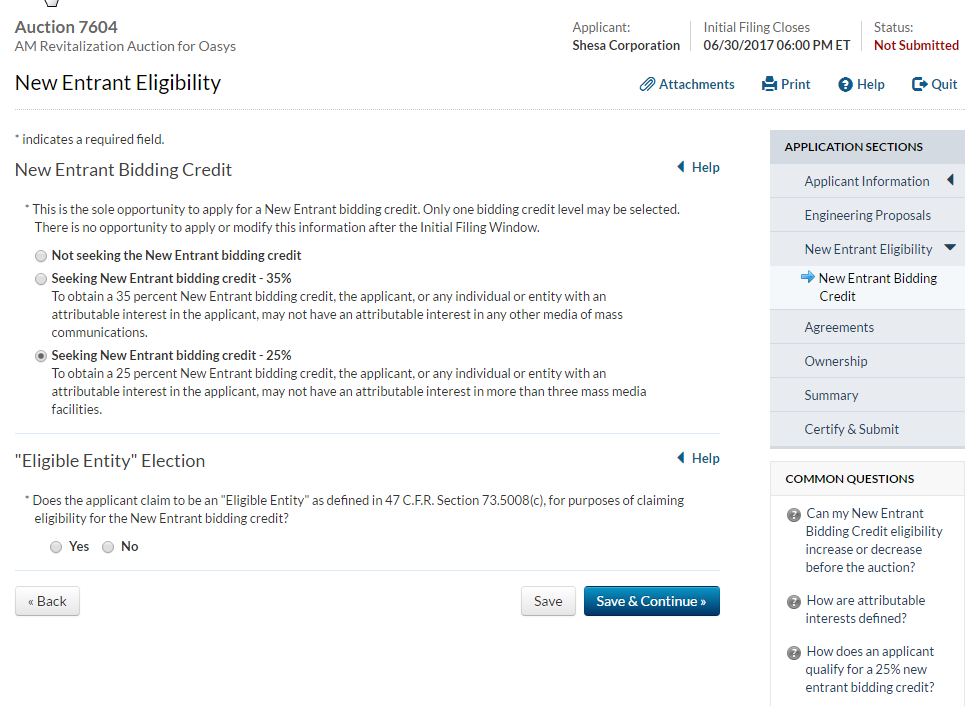 Auction 7604
AM Revitalization Auction for Oasys
Applicant:
Shesa Corporation
Initial Filing Closes
06/30/2017 06:00 PM ET
Status:
Not Submitted
New Entrant Eligibility
Attachments
Print
Help
Quit
* indicates a required field.
New Entrant Bidding Credit
Help
* This is the sole opportunity to apply for a New Entrant bidding credit. Only one bidding credit level may be selected.
There is no opportunity to apply or modify this information after the Initial Filing Window.
Not seeking the New Entrant bidding credit
Seeking New Entrant bidding credit - 35%
To obtain a 35 percent New Entrant bidding credit, the applicant, or any individual or entity with an
attributable interest in the applicant, may not have an attributable interest in any other media of mass
communications.
Seeking New Entrant bidding credit - 25%
To obtain a 25 percent New Entrant bidding credit, the applicant, or any individual or entity with an
attributable interest in the applicant, may not have an attributable interest in more than three mass media
facilities.
"Eligible Entity" Election
Help
* Does the applicant claim to be an "Eligible Entity" as defined in 47 C.F.R. Section 73.5008(c), for purposes of claiming
eligibility for the New Entrant bidding credit?
Yes No
« Back
Save
Save & Continue »
APPLICATION SECTIONS
Applicant Information
Engineering Proposals
New Entrant Eligibility
New Entrant Bidding
Credit
Agreements
Ownership
Summary
Certify & Submit
COMMON QUESTIONS
Can my New Entrant
Bidding Credit eligibility
increase or decrease
before the auction?
How are attributable
interests defined?
How does an applicant
qualify for a 25% new
entrant bidding credit?